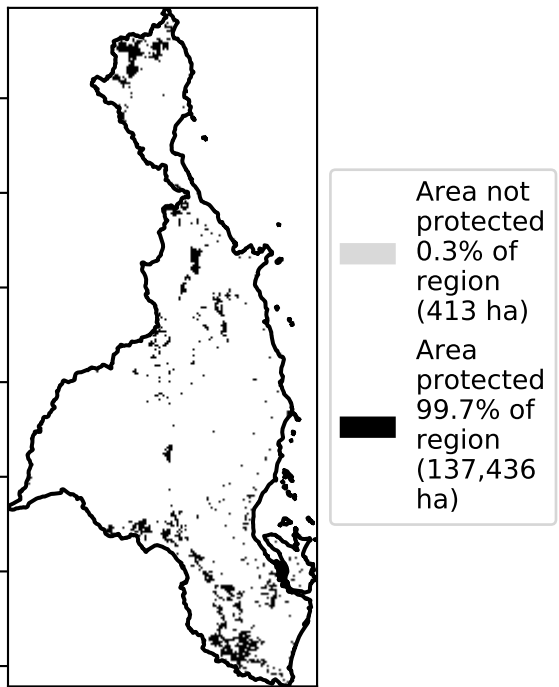 Area not
protected
0.3% of
region
(413 ha)
Area
protected
99.7% of
region
(137,436
ha)